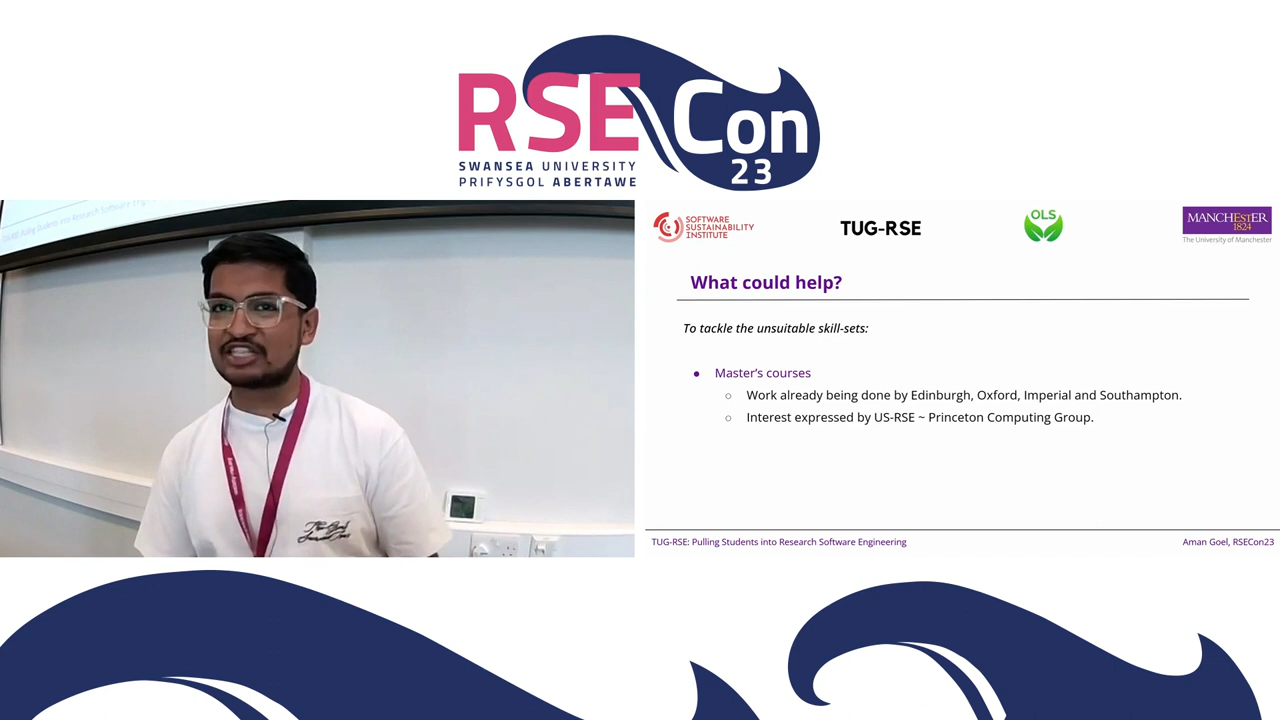 RSE Con
23
SWANSEA UNIVERSITY
PRIFYSGOL ABERTAWE
SOFTWARE
SUSTAINABILITY
INSTITUTE
TUG-RSE
OLS
MANCHESTER
1824
The University of Manchester
What could help?
To tackle the unsuitable skill-sets:
● Master's courses
○ Work already being done by Edinburgh, Oxford, Imperial and Southampton.
○ Interest expressed by US-RSE ~ Princeton Computing Group.
TUG-RSE: Pulling Students into Research Software Engineering
Aman Goel, RSECon23